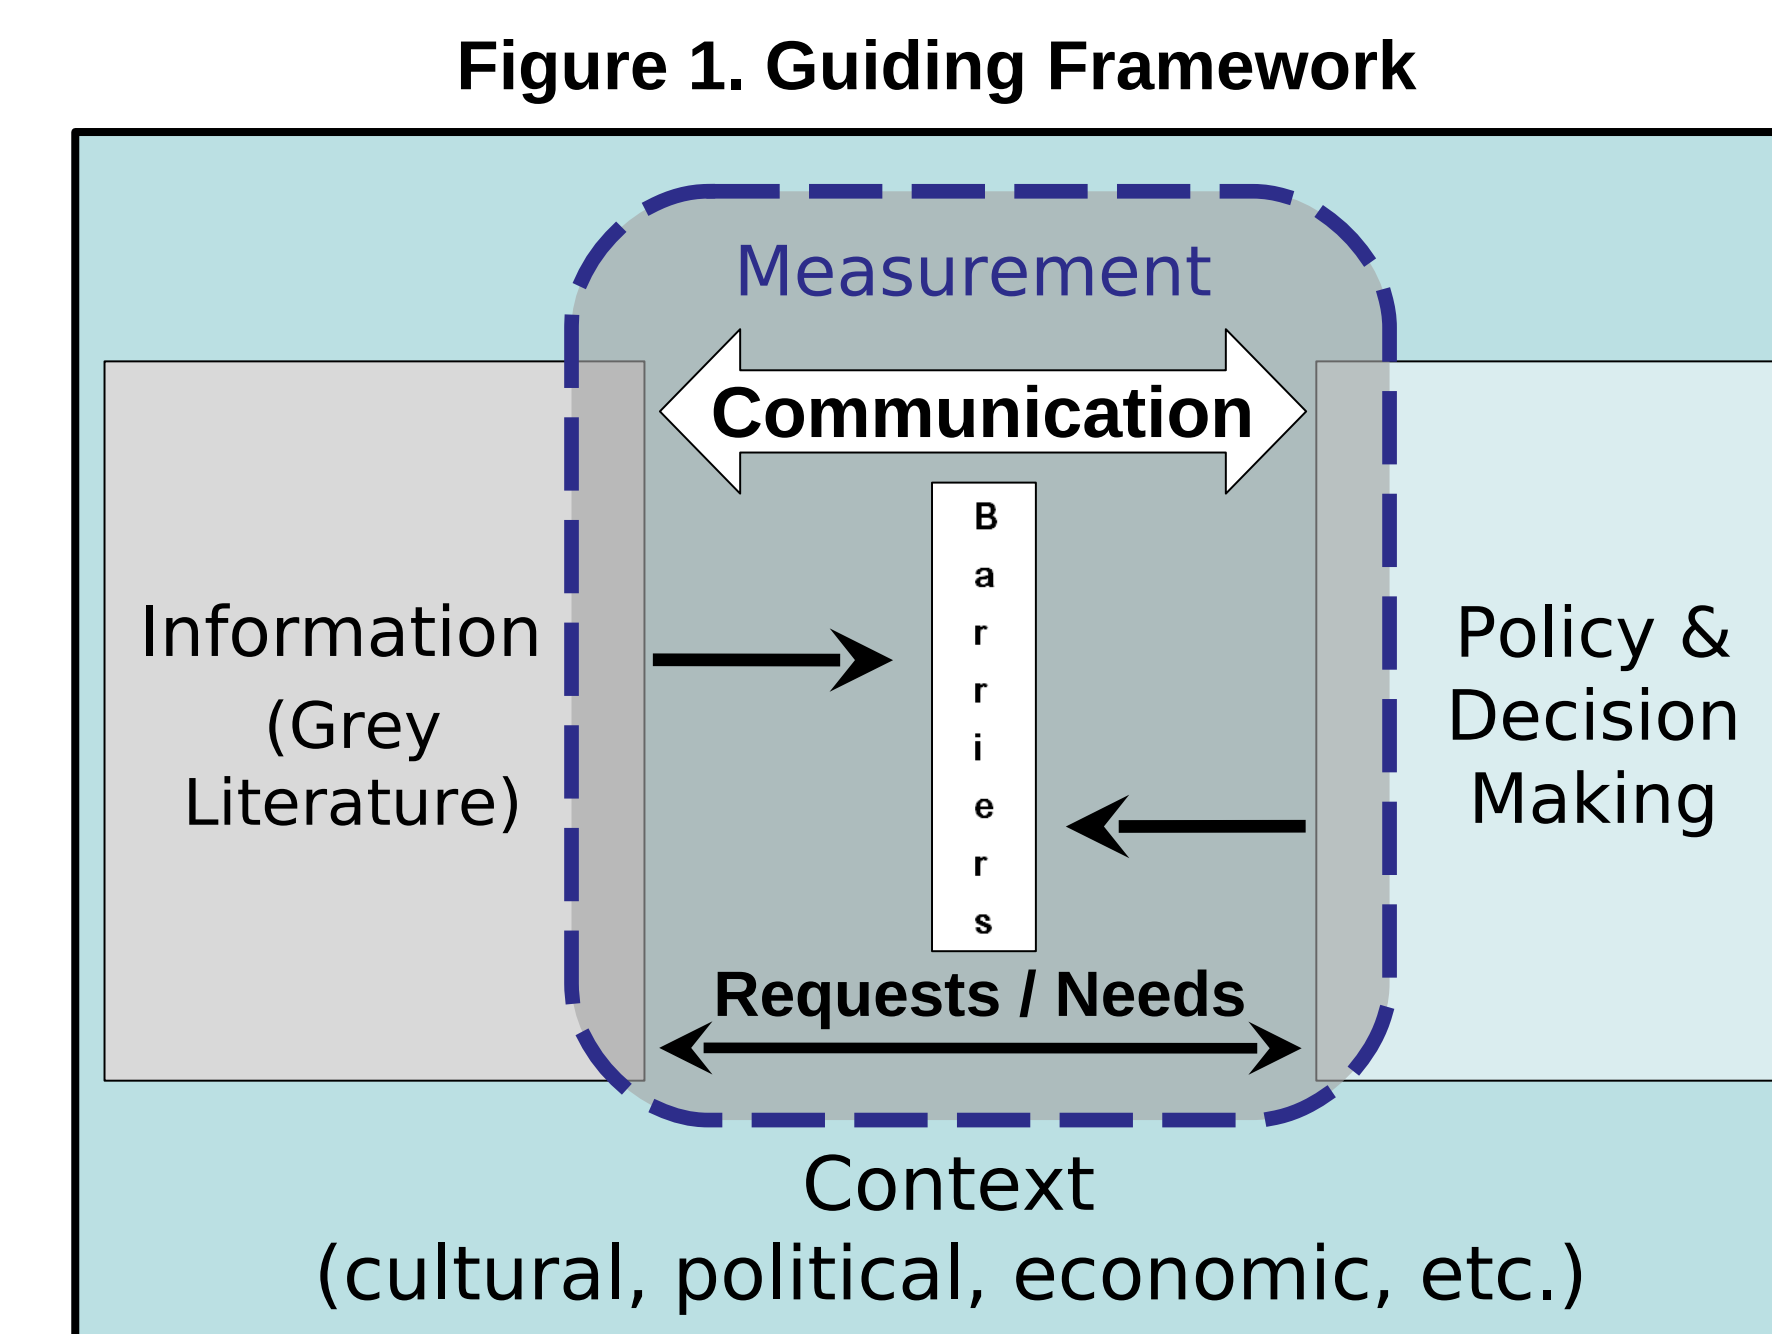 Figure 1. Guiding Framework
Measurement
Communication
Barriers
Information
(Grey
Literature)
Policy &
Decision
Making
Requests / Needs
Context
(cultural, political, economic, etc.)